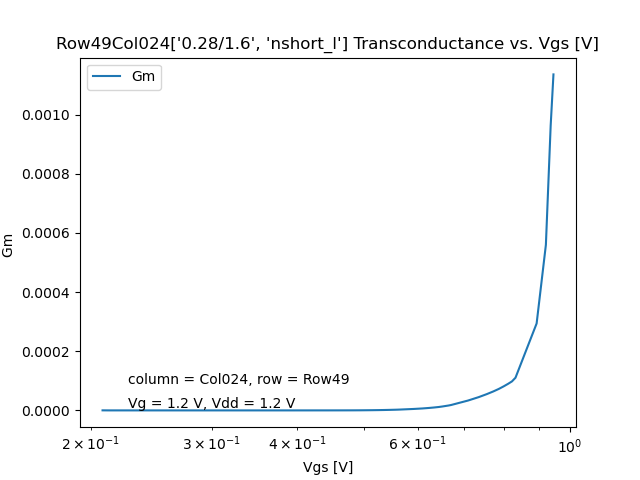 Row49Col024['0.28/1.6', 'nshort_l'] Transconductance vs. Vgs [V]
Gm
0.0010
0.0008
0.0006
0.0004
0.0002
0.0000
Gm
column = Col024, row = Row49
Vg = 1.2 V, Vdd = 1.2 V
2 × 10⁻¹ 3 × 10⁻¹ 4 × 10⁻¹ 6 × 10⁻¹ 10⁰
Vgs [V]